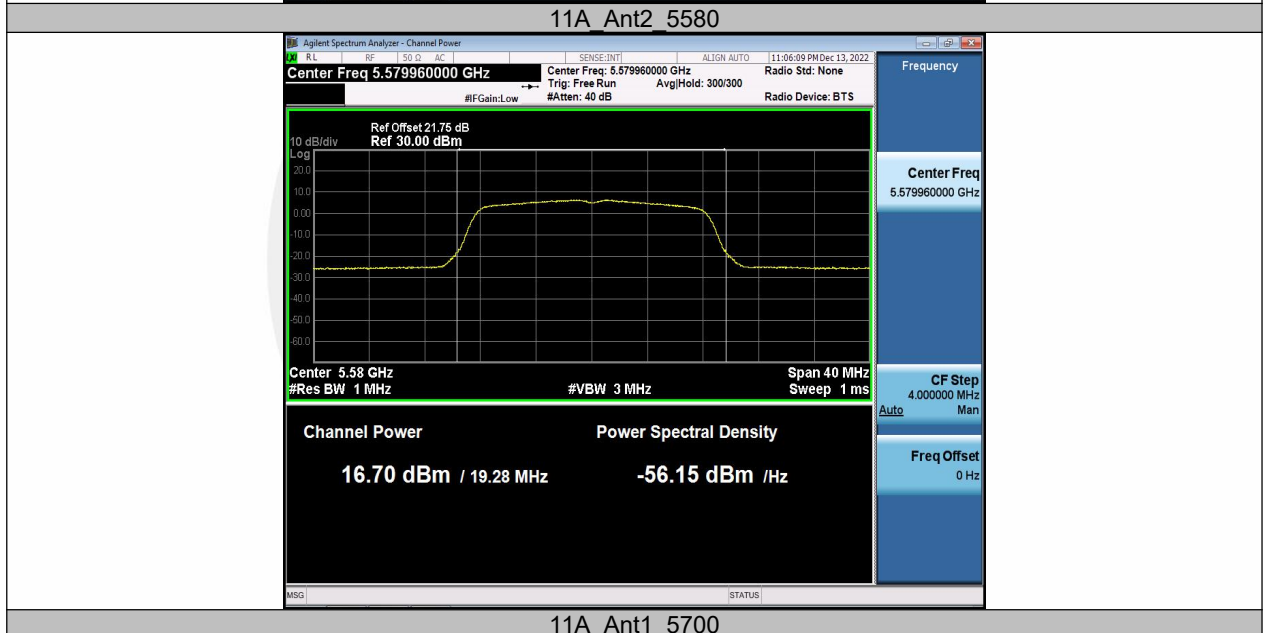 11A_Ant2_5580
Agilent Spectrum Analyzer - Channel Power
RL RF 50 Ω AC SENSE:INT ALIGN AUTO 11:06:09 PM Dec 13, 2022
Center Freq 5.579960000 GHz
Center Freq: 5.579960000 GHz Radio Std: None
Trig: Free Run Avg|Hold: 300/300
#IFGain:Low #Atten: 40 dB Radio Device: BTS
Frequency
Ref Offset 21.75 dB
10 dB/div Ref 30.00 dBm
Log
20.0
10.0
0.00
-10.0
-20.0
-30.0
-40.0
-50.0
-60.0
Center 5.58 GHz Span 40 MHz
#Res BW 1 MHz #VBW 3 MHz Sweep 1 ms
Channel Power Power Spectral Density
16.70 dBm / 19.28 MHz -56.15 dBm /Hz
Center Freq
5.579960000 GHz
CF Step
4.000000 MHz
Auto Man
Freq Offset
0 Hz
MSG STATUS
11A_Ant1_5700